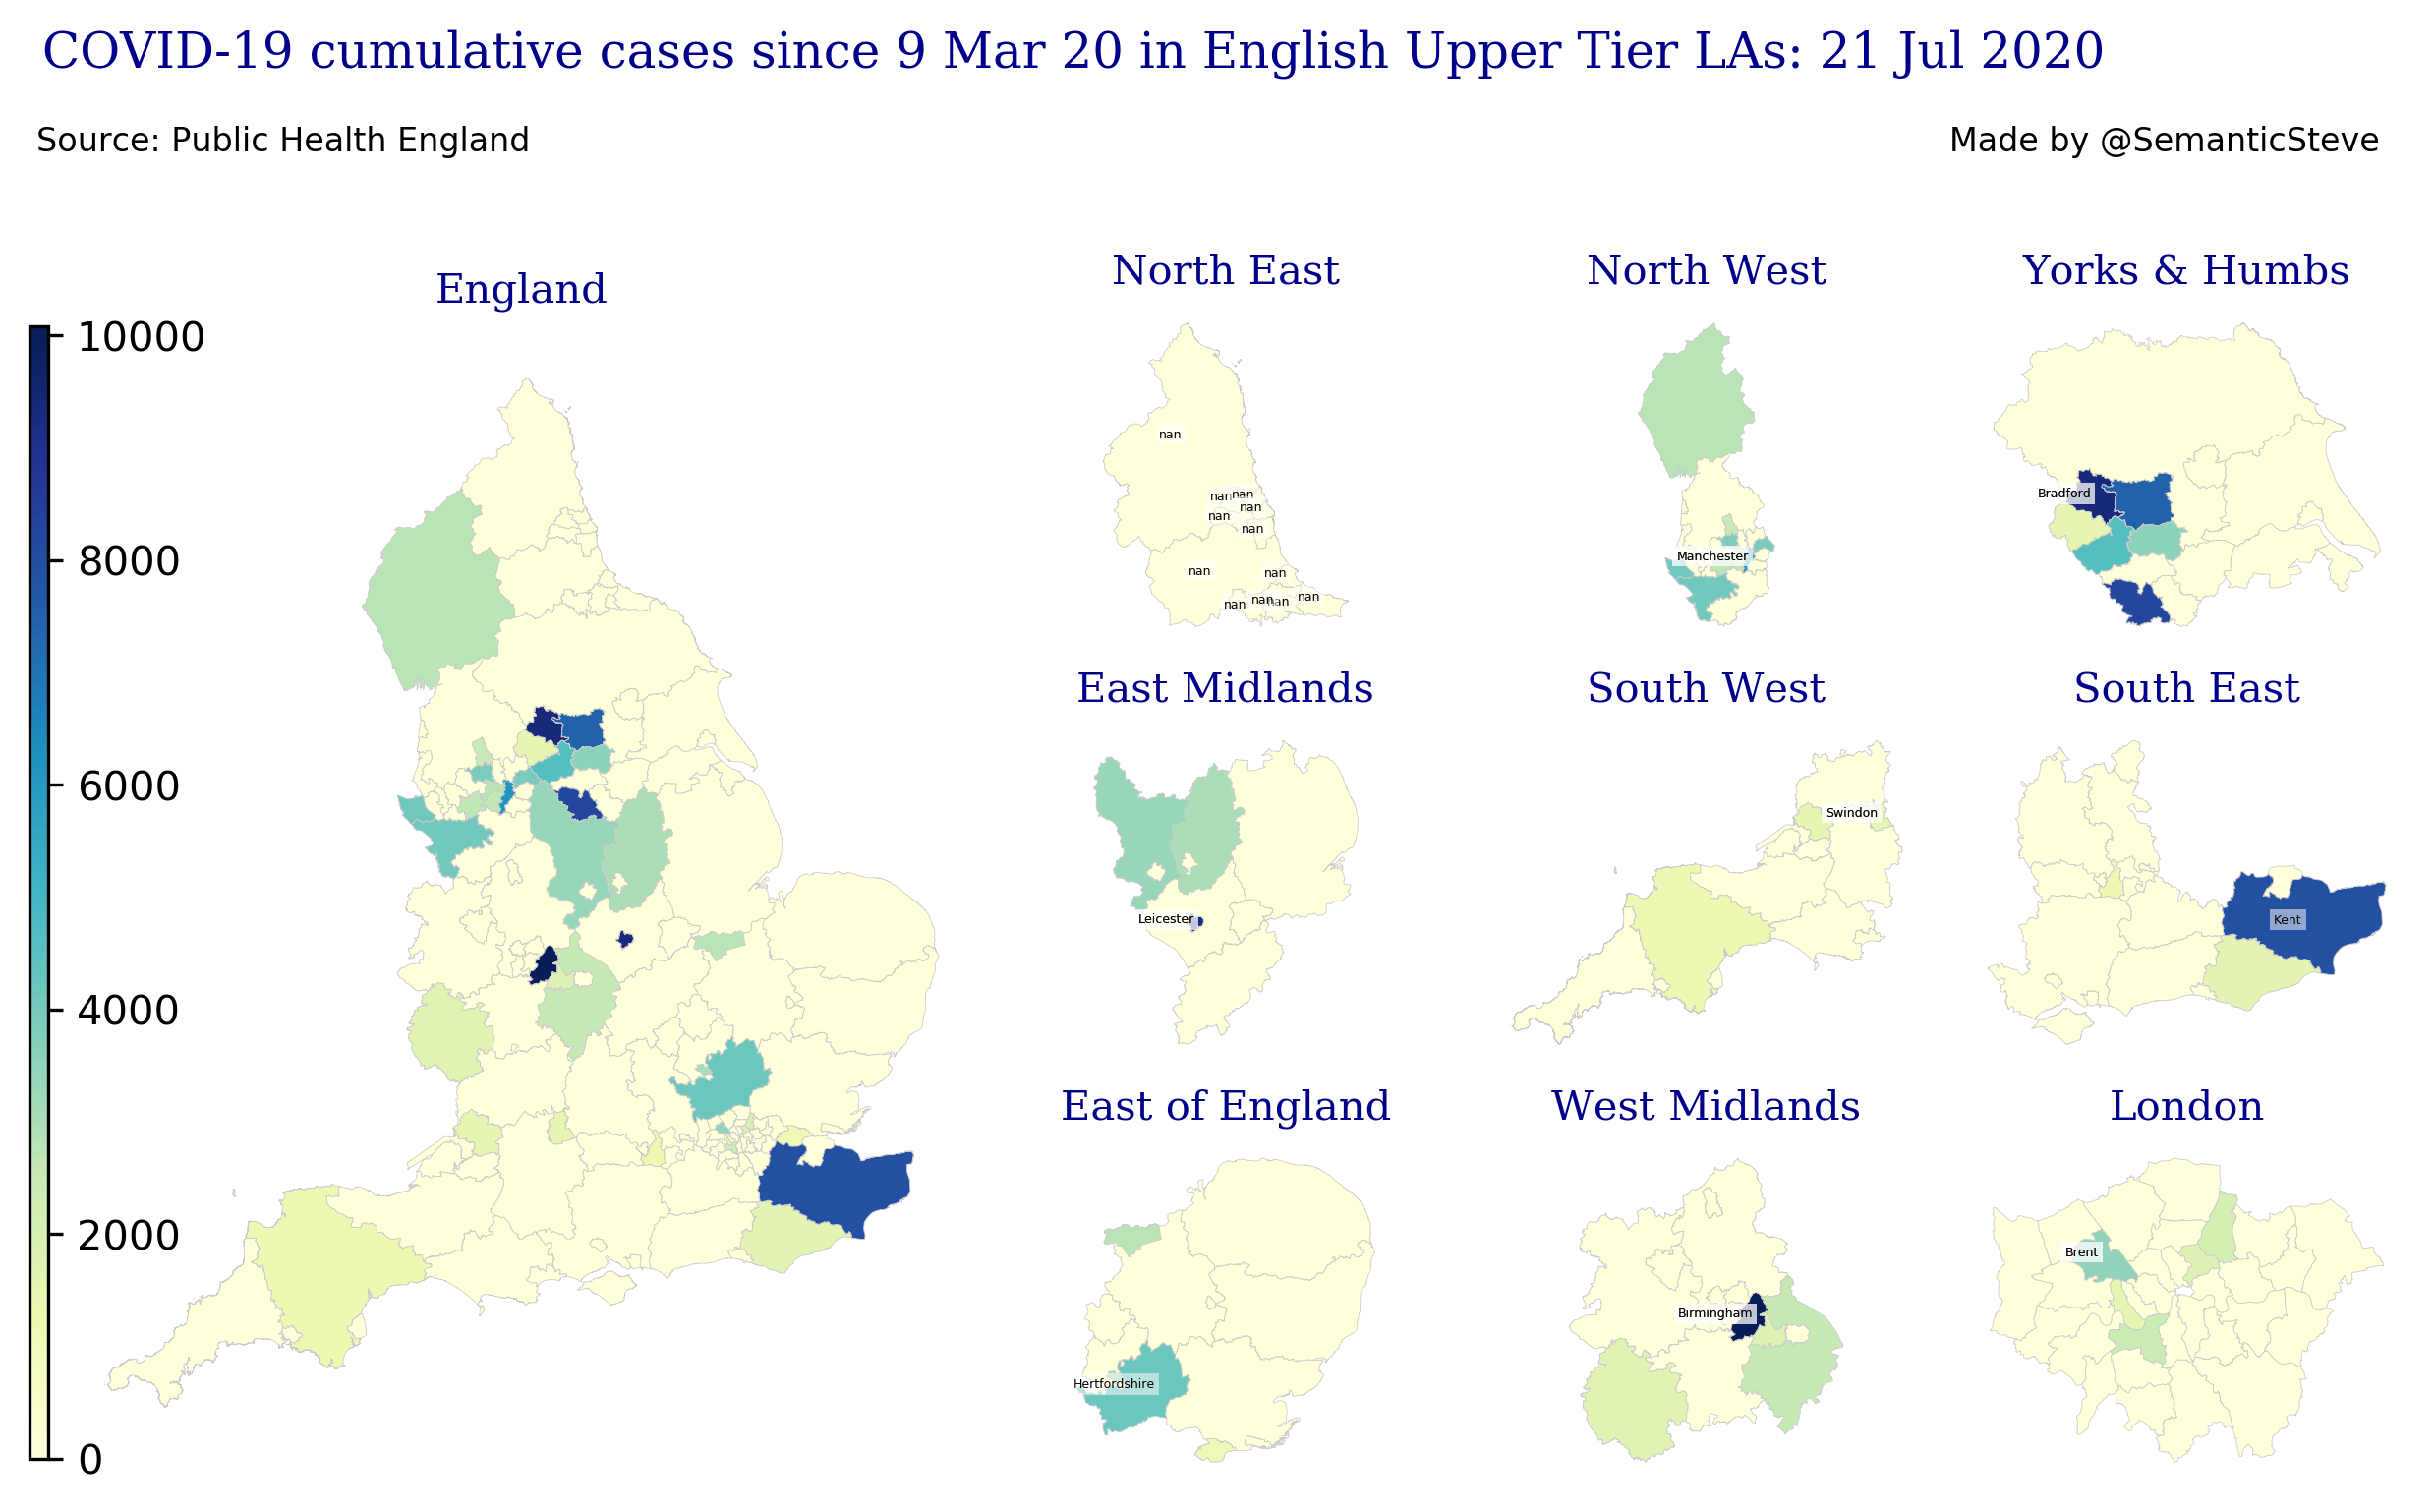 COVID-19 cumulative cases since 9 Mar 20 in English Upper Tier LAs: 21 Jul 2020
Source: Public Health England
Made by @SemanticSteve
England
10000
8000
6000
4000
2000
0
North East
nan
nan
nan
nan
nan
nan
nan
nan
nan
nan
nan
nan
North West
Manchester
Yorks & Humbs
Bradford
East Midlands
Leicester
South West
Swindon
South East
Kent
East of England
Hertfordshire
West Midlands
Birmingham
London
Brent